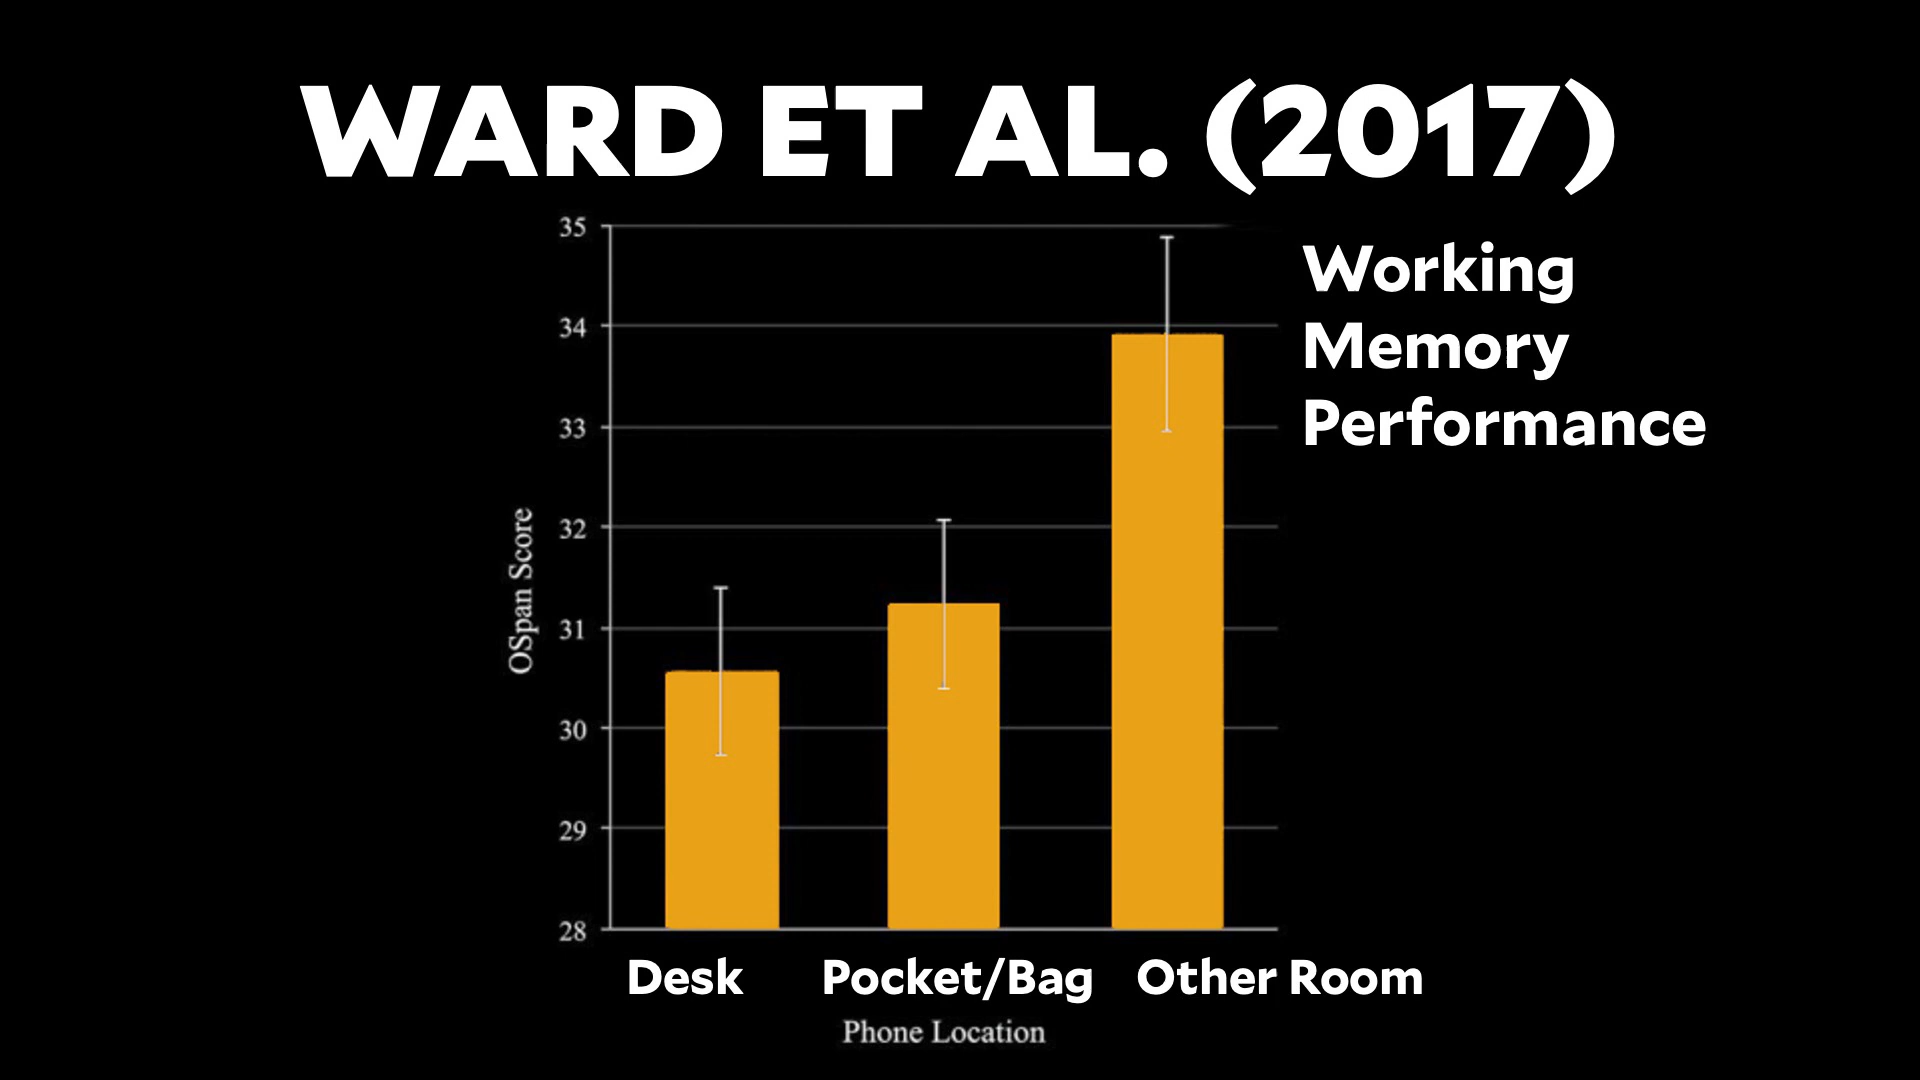 WARD ET AL. (2017)
Working
Memory
Performance
35
34
33
32
31
30
29
28
OSpan Score
Desk Pocket/Bag Other Room
Phone Location